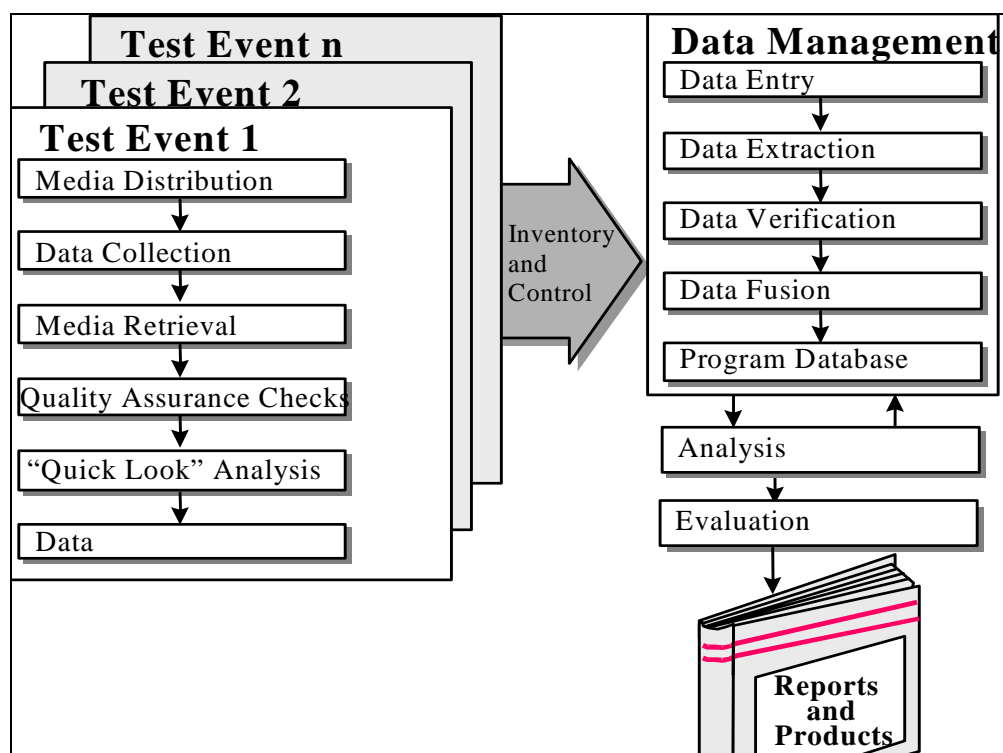 Test Event n
Test Event 2
Test Event 1
Media Distribution
Data Collection
Media Retrieval
Quality Assurance Checks
“Quick Look” Analysis
Data
Inventory
and
Control
Data Management
Data Entry
Data Extraction
Data Verification
Data Fusion
Program Database
Analysis
Evaluation
Reports
and
Products